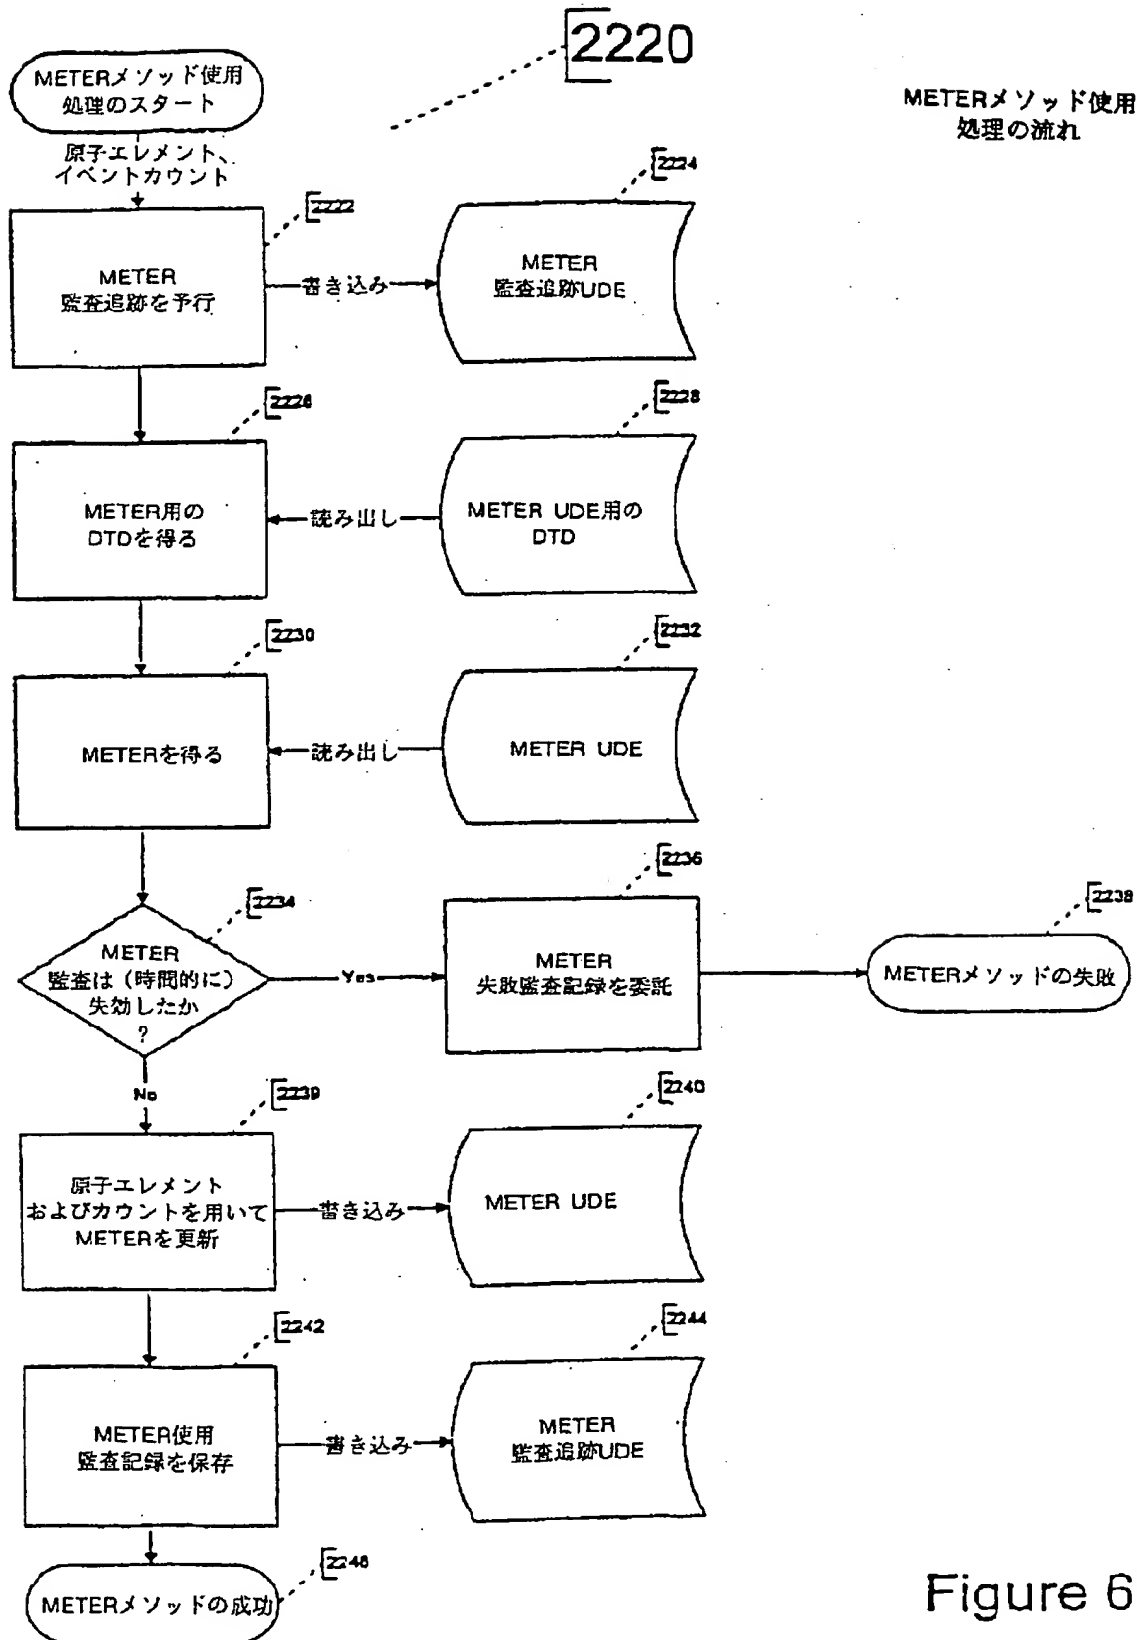 2220
METERメソッド使用
処理の流れ
METERメソッド使用
処理のスタート
原子エレメント、
イベントカウント
2222
METER
監査追跡を予行
書き込み
2224
METER
監査追跡UDE
2226
METER用の
DTDを得る
読み出し
2228
METER UDE用の
DTD
2230
METERを得る
読み出し
2232
METER UDE
2234
METER
監査は(時間的に)
失効したか
?
Yes
2236
METER
失敗監査記録を委託
2238
METERメソッドの失敗
No
2239
原子エレメント
およびカウントを用いて
METERを更新
書き込み
2240
METER UDE
2242
METER使用
監査記録を保存
書き込み
2244
METER
監査追跡UDE
2246
METERメソッドの成功
Figure 6